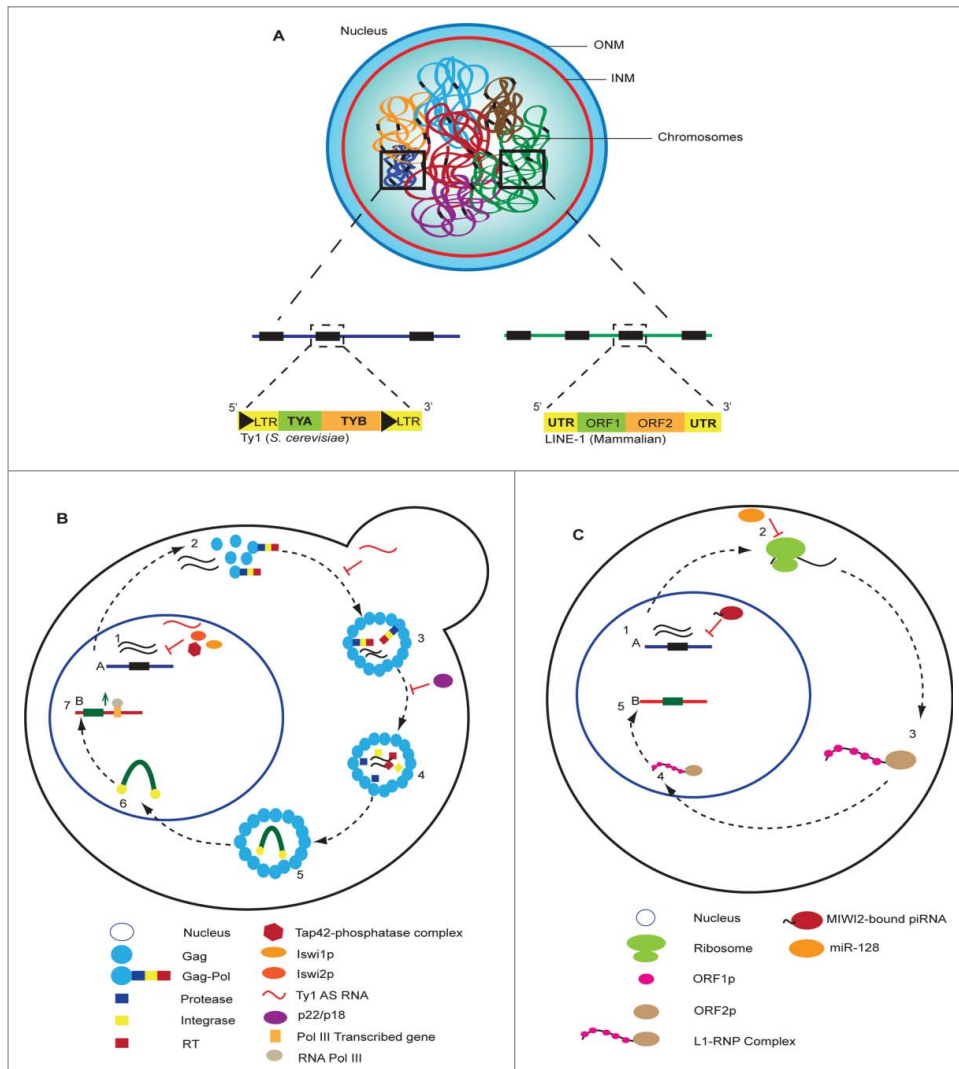 A
Nucleus
ONM
INM
Chromosomes
5'
3'
5'
3'
LTR TYA TYB LTR
UTR ORF1 ORF2 UTR
Ty1 (S. cerevisiae)
LINE-1 (Mammalian)
B
2
1
A
3
7
B
4
6
5
Nucleus
Gag
Gag-Pol
Protease
Integrase
RT
Tap42-phosphatase complex
Iswi1p
Iswi2p
Ty1 AS RNA
p22/p18
Pol III Transcribed gene
RNA Pol III
C
2
1
A
5
B
3
4
Nucleus
Ribosome
ORF1p
ORF2p
L1-RNP Complex
MIWI2-bound piRNA
miR-128